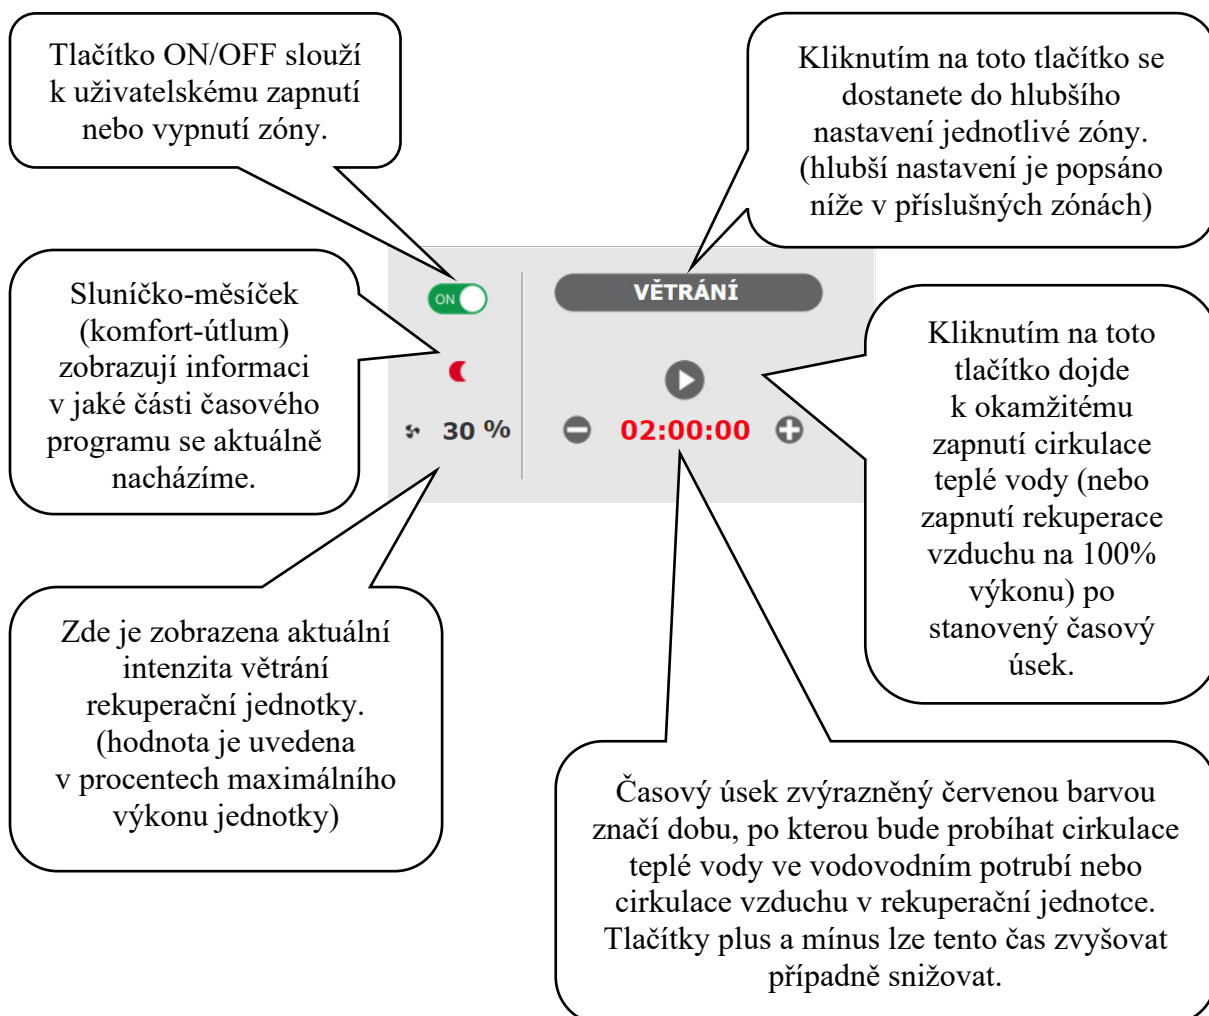 Tlačítko ON/OFF slouží
k uživatelskému zapnutí
nebo vypnutí zóny.
Kliknutím na toto tlačítko se
dostanete do hlubšího
nastavení jednotlivé zóny.
(hlubší nastavení je popsáno
níže v příslušných zónách)
Sluníčko-měsíček
(komfort-útlum)
zobrazují informaci
v jaké části časového
programu se aktuálně
nacházíme.
ON
VĚTRÁNÍ
30 %
02:00:00
Kliknutím na toto
tlačítko dojde
k okamžitému
zapnutí cirkulace
teplé vody (nebo
zapnutí rekuperace
vzduchu na 100%
výkonu) po
stanovený časový
úsek.
Zde je zobrazena aktuální
intenzita větrání
rekuperační jednotky.
(hodnota je uvedena
v procentech maximálního
výkonu jednotky)
Časový úsek zvýrazněný červenou barvou
značí dobu, po kterou bude probíhat cirkulace
teplé vody ve vodovodním potrubí nebo
cirkulace vzduchu v rekuperační jednotce.
Tlačítky plus a mínus lze tento čas zvyšovat
případně snižovat.